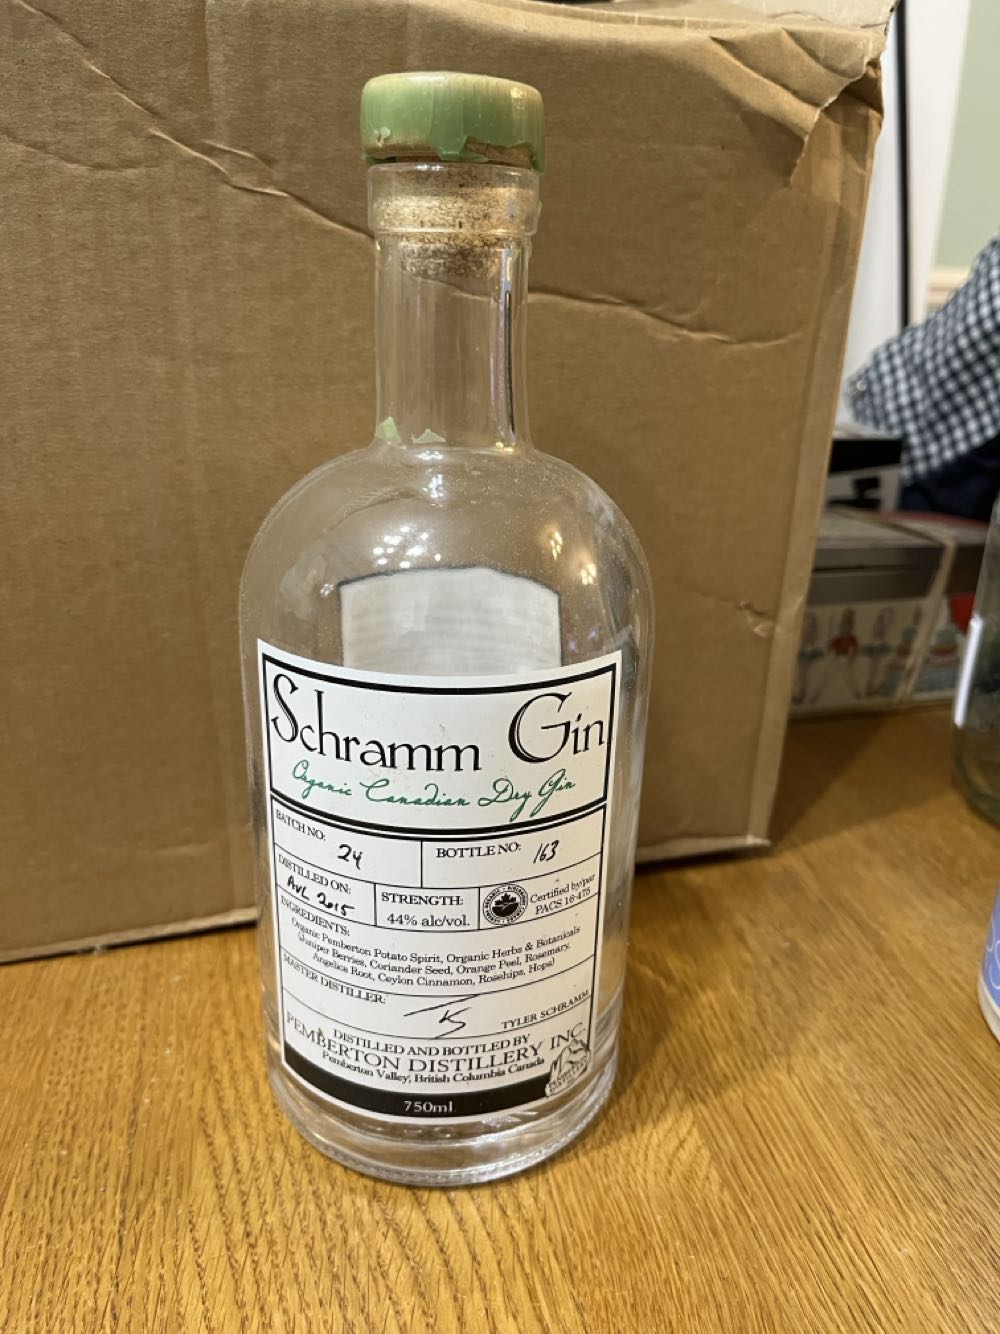 Schramm Gin
Organic Canadian Dry Gin
BATCH NO: 24
BOTTLE NO: 163
DISTILLED ON:
2015
STRENGTH:
44% alc/vol.
Certified by/par
PACS 16-475
INGREDIENTS:
Organic Pemberton Potato Spirit, Organic Herbs & Botanicals
(Juniper Berries, Coriander Seed, Orange Peel, Rosemary,
Angelica Root, Ceylon Cinnamon, Rosehips, Hops)
MASTER DISTILLER:
TYLER SCHRAMM
DISTILLED AND BOTTLED BY
PEMBERTON DISTILLERY INC.
Pemberton Valley, British Columbia Canada
750ml